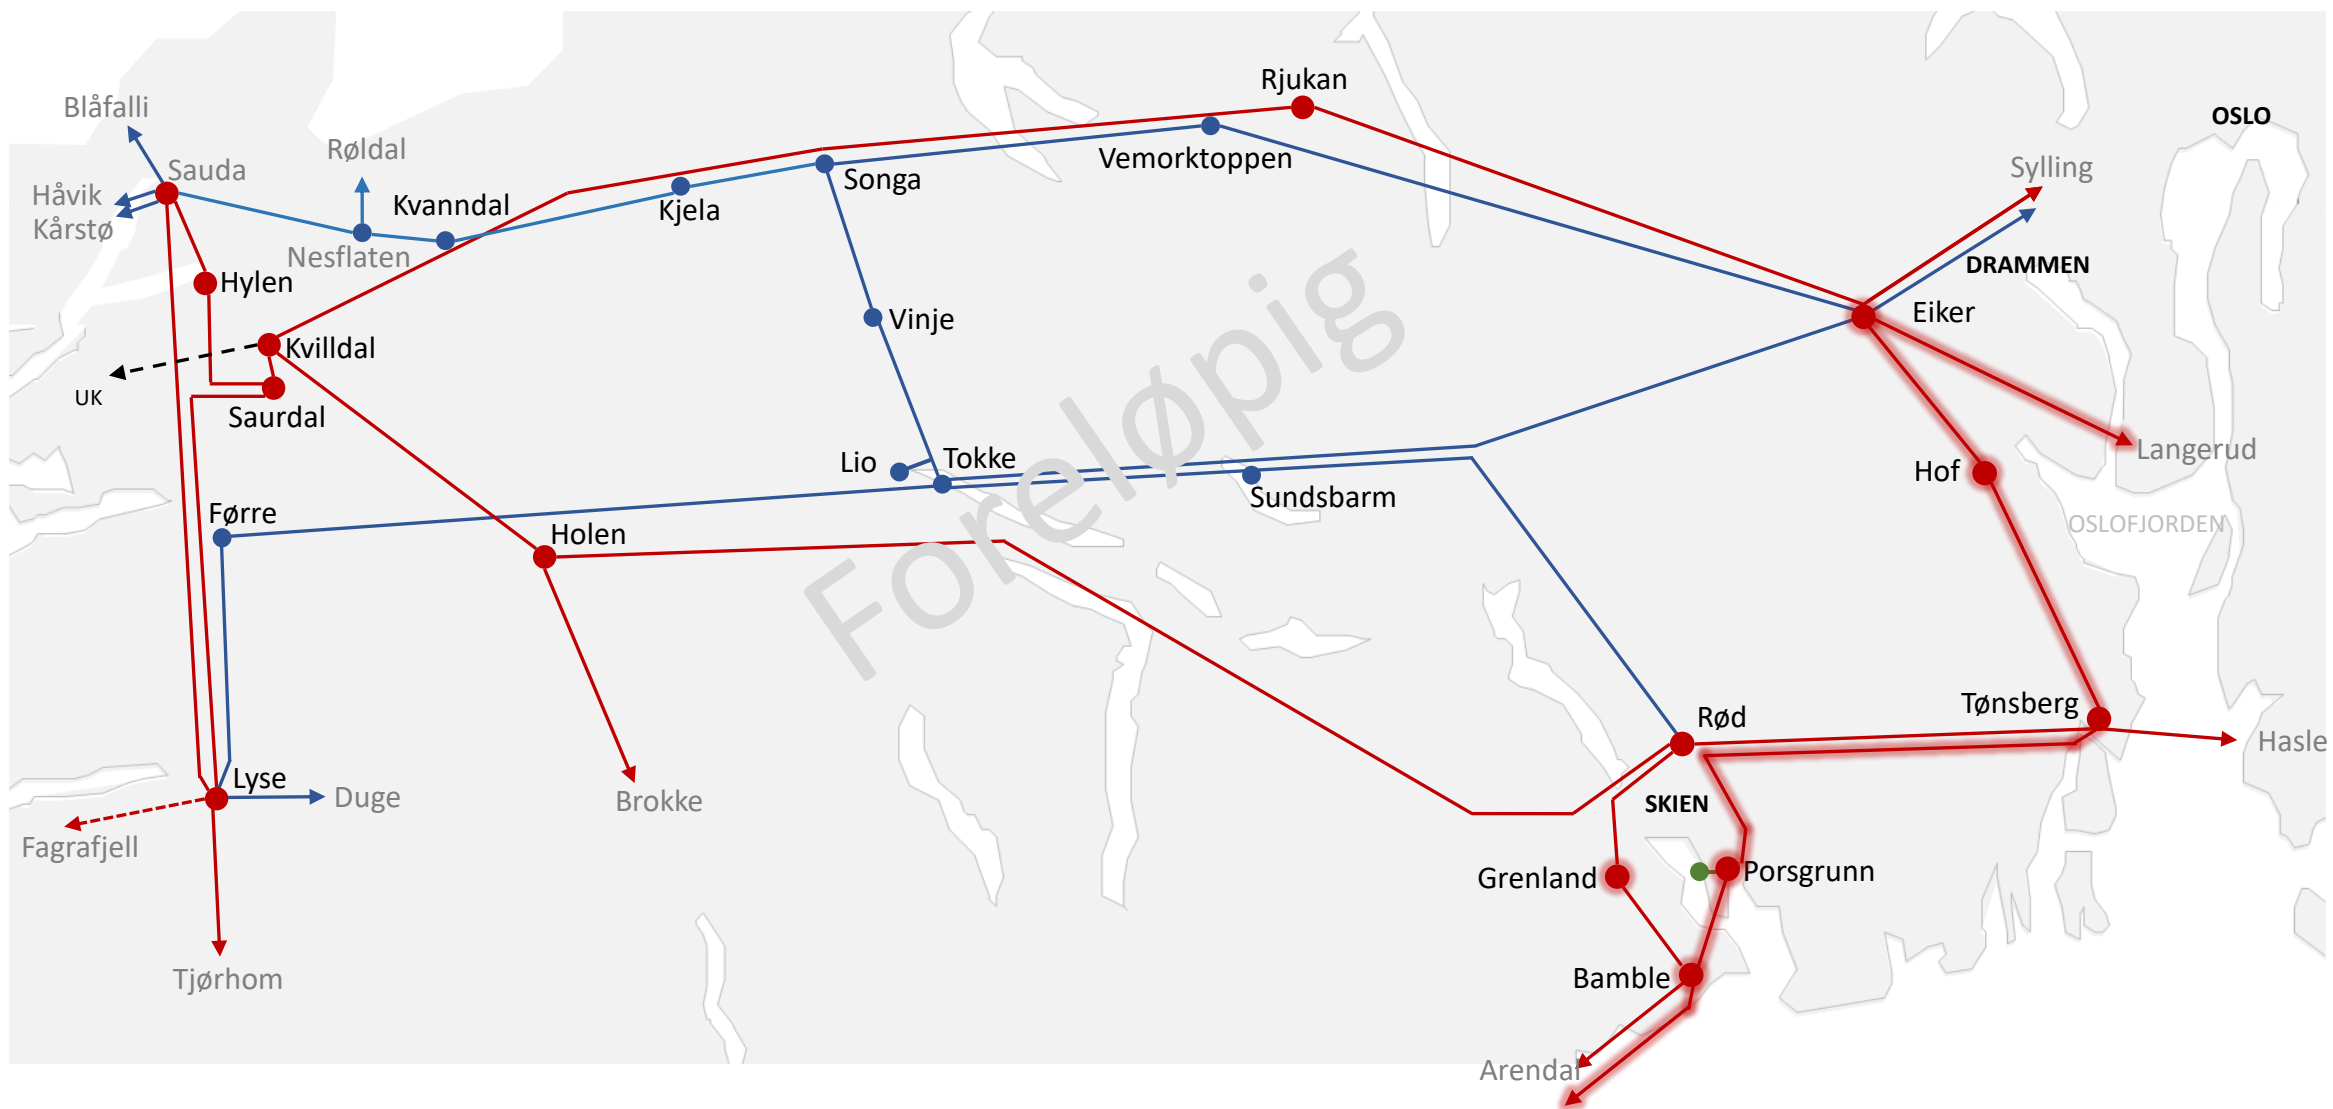 Rjukan
Blåfalli
OSLO
Røldal
Vemorktoppen
Sauda
Songa
Sylling
Håvik
Kvanndal
Kjela
Kårstø
Nesflaten
DRAMMEN
Hylen
Eiker
Vinje
Kvilldal
UK
Saurdal
Foreløpig
Lio
Tokke
Langerud
Hof
Sundsbarm
Førre
OSLOFJORDEN
Holen
Tønsberg
Rød
Hasle
Lyse
Duge
Brokke
SKIEN
Fagrafjell
Grenland
Porsgrunn
Tjørhom
Bamble
Arendal